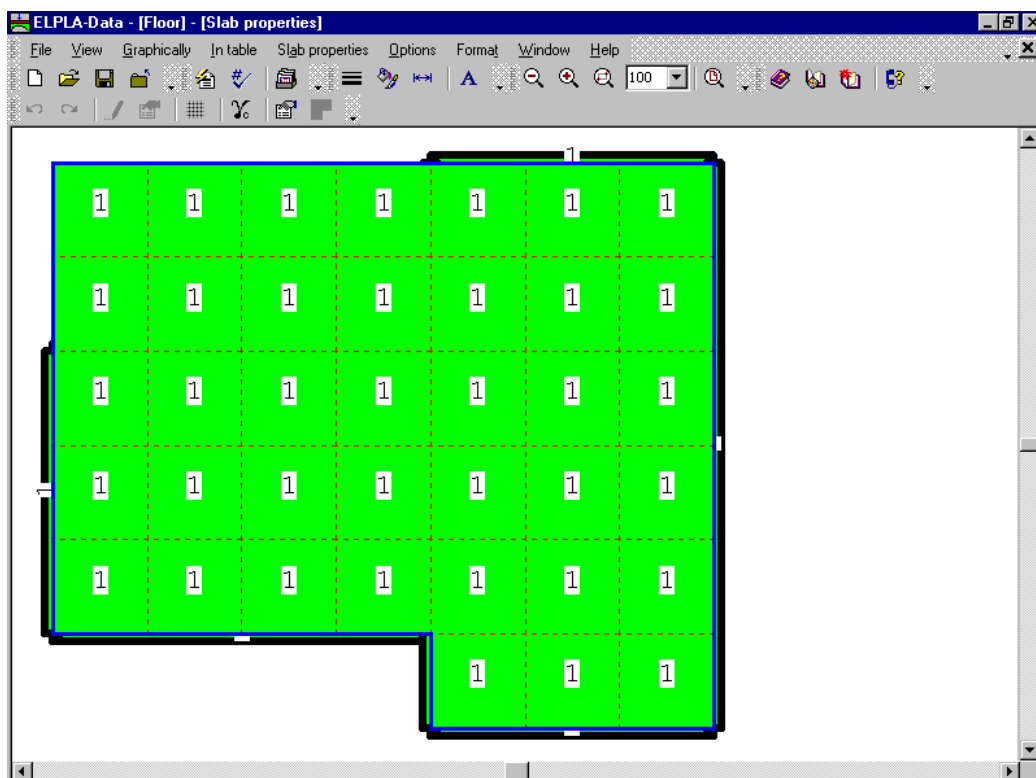 ELPLA-Data - [Floor] - [Slab properties]
File View Graphically In table Slab properties Options Format Window Help
A 100
γc
1
1 1 1 1 1 1 1
1 1 1 1 1 1 1
1 1 1 1 1 1 1
1 1 1 1 1 1 1
1
1 1 1 1 1 1 1
1 1 1